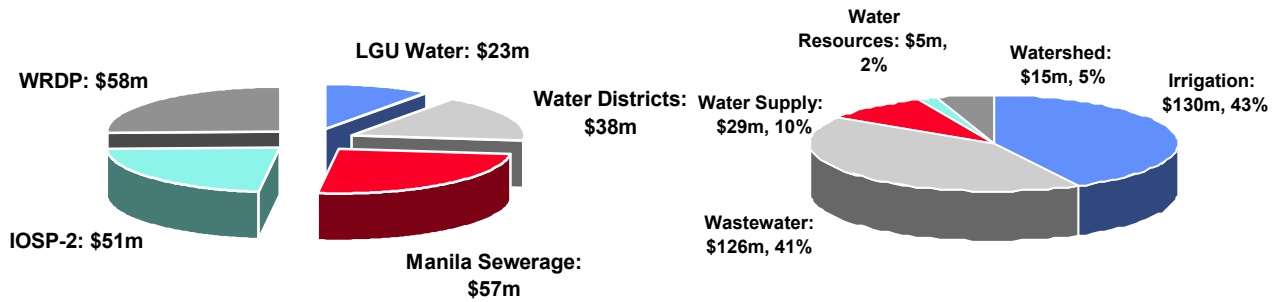 LGU Water: $23m
WRDP: $58m
Water Districts:
$38m
IOSP-2: $51m
Manila Sewerage:
$57m
Water
Resources: $5m,
2%
Watershed:
$15m, 5%
Irrigation:
$130m, 43%
Water Supply:
$29m, 10%
Wastewater:
$126m, 41%